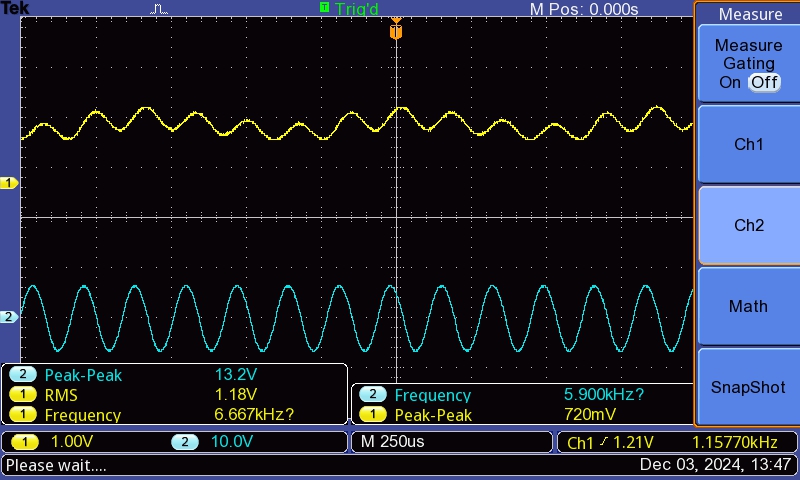 Tek T Trig'd M Pos: 0.000s
T
Measure
Measure
Gating
On Off
Ch1
Ch2
Math
SnapShot
1
2
2 Peak-Peak 13.2V
1 RMS 1.18V
1 Frequency 6.667kHz?
2 Frequency 5.900kHz?
1 Peak-Peak 720mV
1 1.00V 2 10.0V M 250us Ch1 / 1.21V 1.15770kHz
Please wait.... Dec 03, 2024, 13:47